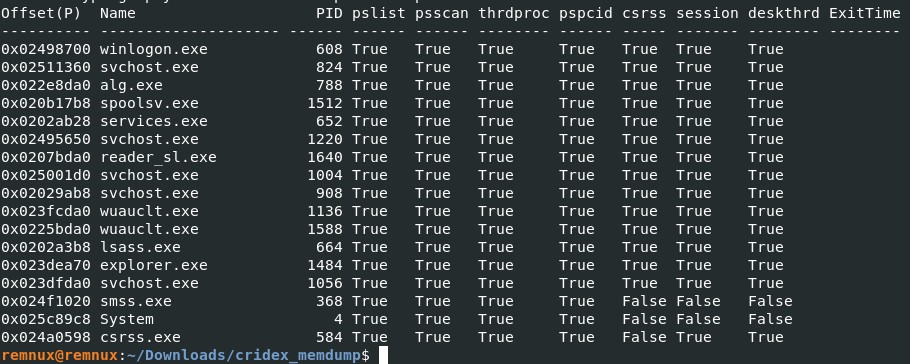 Offset(P)  Name                    PID pslist psscan thrdproc pspcid csrss session deskthrd ExitTime
---------- -------------------- ------ ------ ------ -------- ------ ----- ------- -------- --------
0x02498700 winlogon.exe            608 True   True   True     True   True  True    True
0x02511360 svchost.exe             824 True   True   True     True   True  True    True
0x022e8da0 alg.exe                 788 True   True   True     True   True  True    True
0x020b17b8 spoolsv.exe            1512 True   True   True     True   True  True    True
0x0202ab28 services.exe            652 True   True   True     True   True  True    True
0x02495650 svchost.exe            1220 True   True   True     True   True  True    True
0x0207bda0 reader_sl.exe          1640 True   True   True     True   True  True    True
0x025001d0 svchost.exe            1004 True   True   True     True   True  True    True
0x02029ab8 svchost.exe             908 True   True   True     True   True  True    True
0x023fcda0 wuauclt.exe            1136 True   True   True     True   True  True    True
0x0225bda0 wuauclt.exe            1588 True   True   True     True   True  True    True
0x0202a3b8 lsass.exe               664 True   True   True     True   True  True    True
0x023dea70 explorer.exe           1484 True   True   True     True   True  True    True
0x023dfda0 svchost.exe            1056 True   True   True     True   True  True    True
0x024f1020 smss.exe                368 True   True   True     True   False False   False
0x025c89c8 System                    4 True   True   True     True   False False   False
0x024a0598 csrss.exe               584 True   True   True     True   False True    True
remnux@remnux:~/Downloads/cridex_memdump$